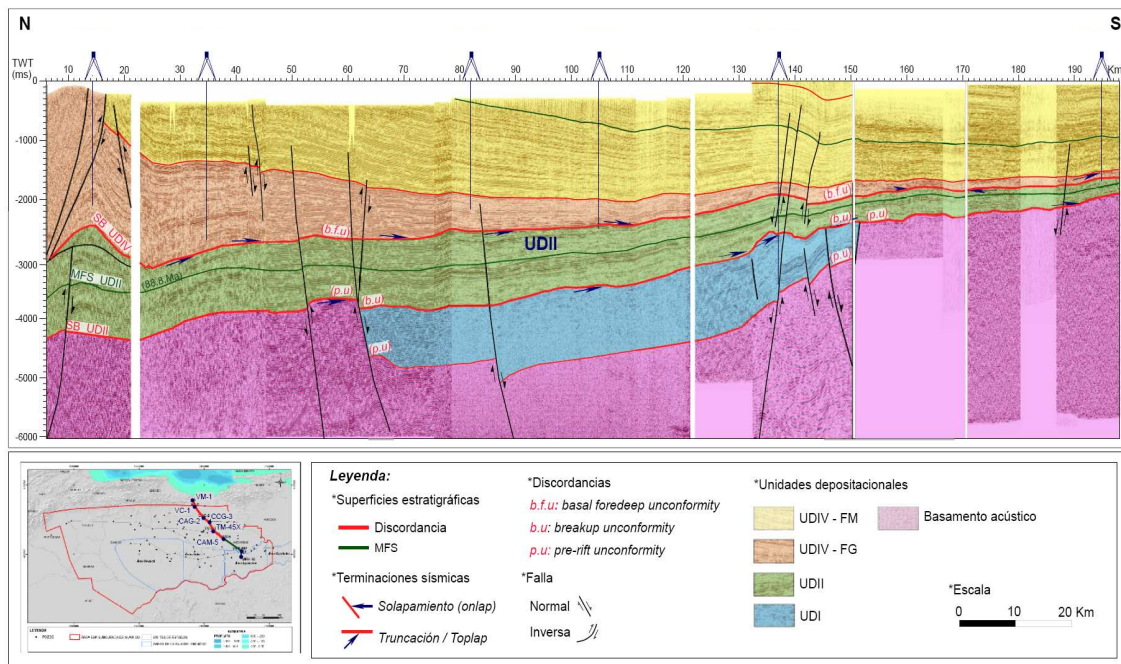 N
S
TWT
(ms)
10 20 30 40 50 60 70 80 90 100 110 120 130 140 150 160 170 180 190 Km
0
-1000
-2000
-3000
-4000
-5000
-6000
SB UDIV
MFS UDII
(88.8 Ma)
SB UDII
(b.f.u)
(p.u)
(b.u)
(p.u)
UDII
(b.f.u)
(b.u)
(p.u)
(p.u)
VM-1
VC-1
CAG-2
CCG-3
TM-4SX
CAM-5
LEYENDA
POZO
Leyenda:
*Superficies estratigráficas
Discordancia
MFS
*Terminaciones sísmicas
Solapamiento (onlap)
Truncación / Toplap
*Discordancias
b.f.u: basal foredeep unconformity
b.u: breakup unconformity
p.u: pre-rift unconformity
*Falla
Normal
Inversa
*Unidades depositacionales
UDIV - FM
UDIV - FG
UDII
UDI
Basamento acústico
*Escala
0 10 20 Km